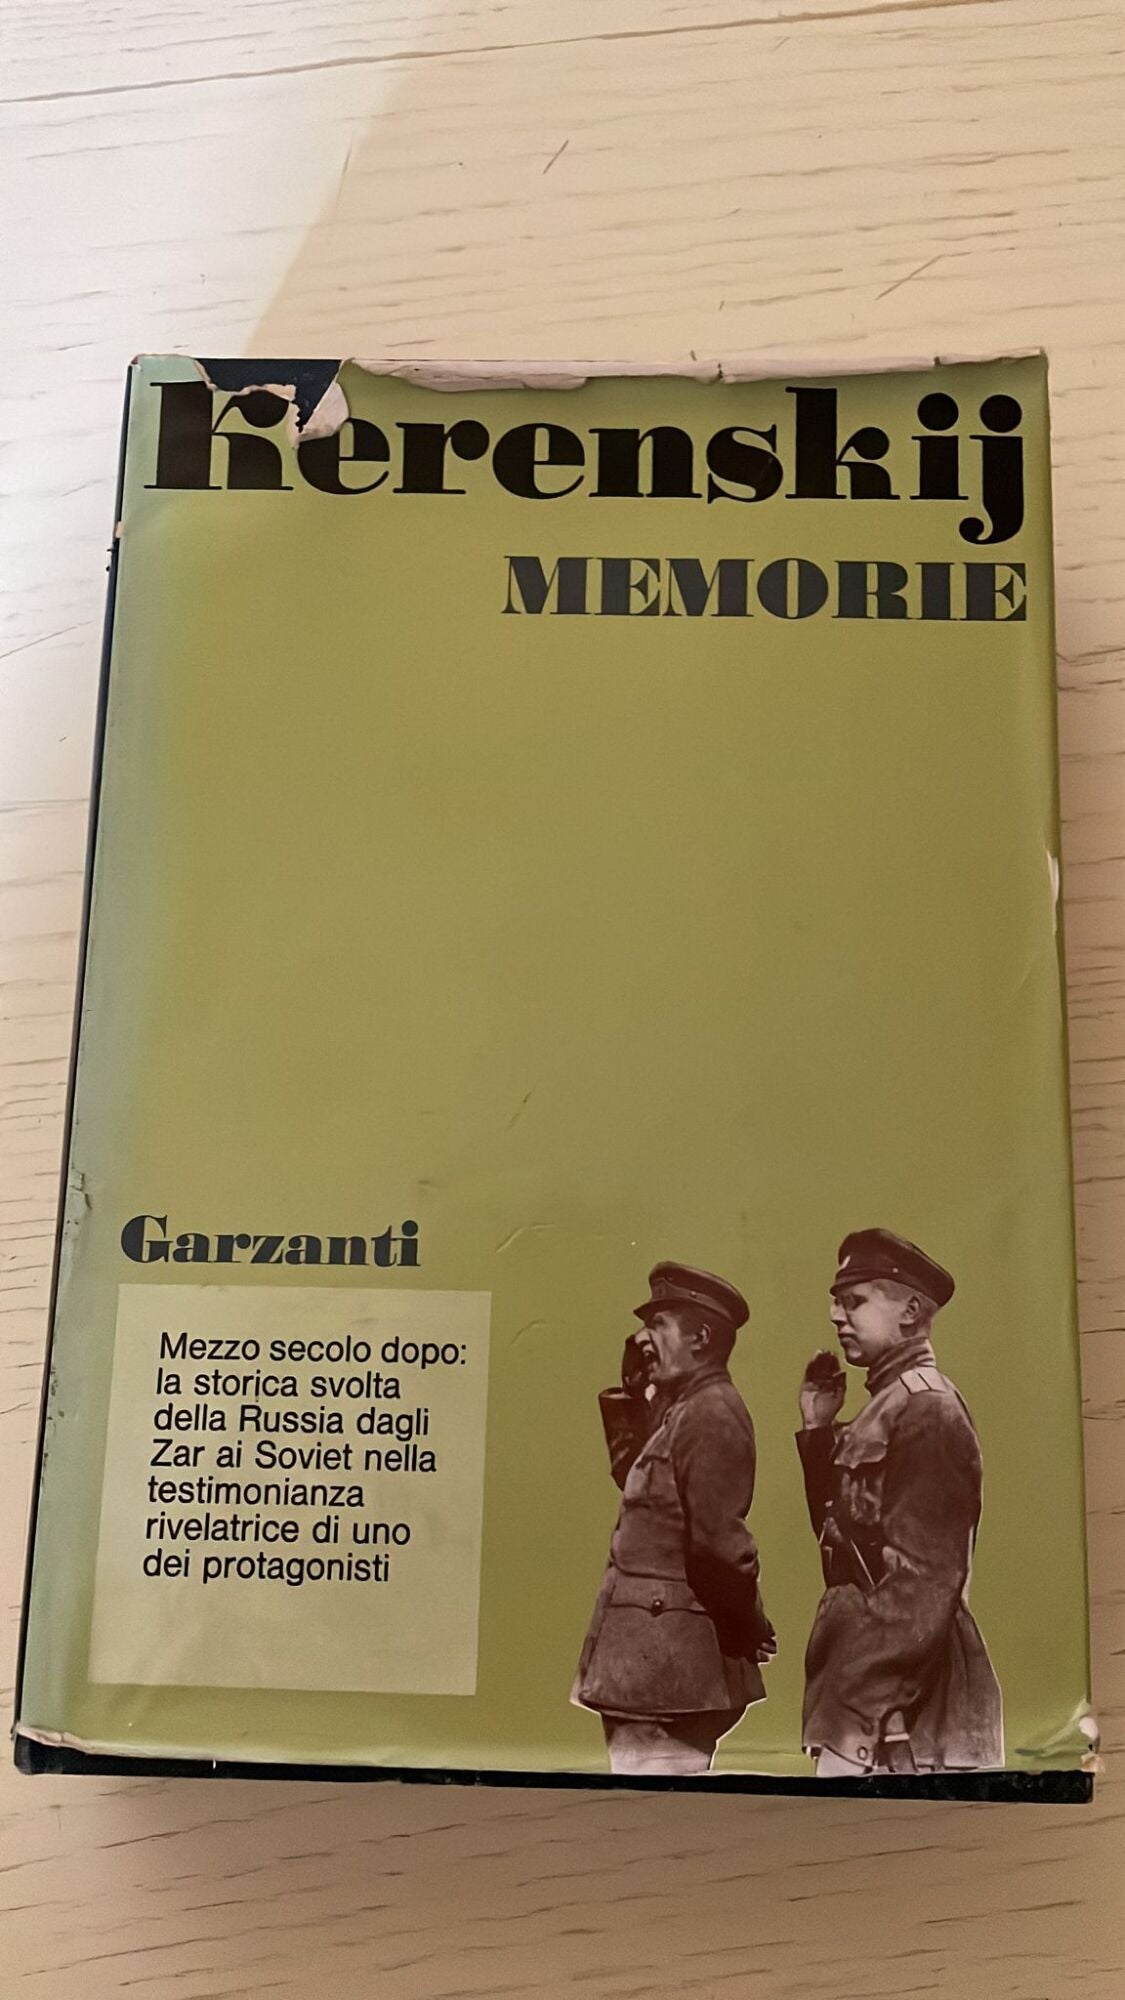 Kerenskij
MEMORIE
Garzanti
Mezzo secolo dopo:
la storica svolta
della Russia dagli
Zar ai Soviet nella
testimonianza
rivelatrice di uno
dei protagonisti